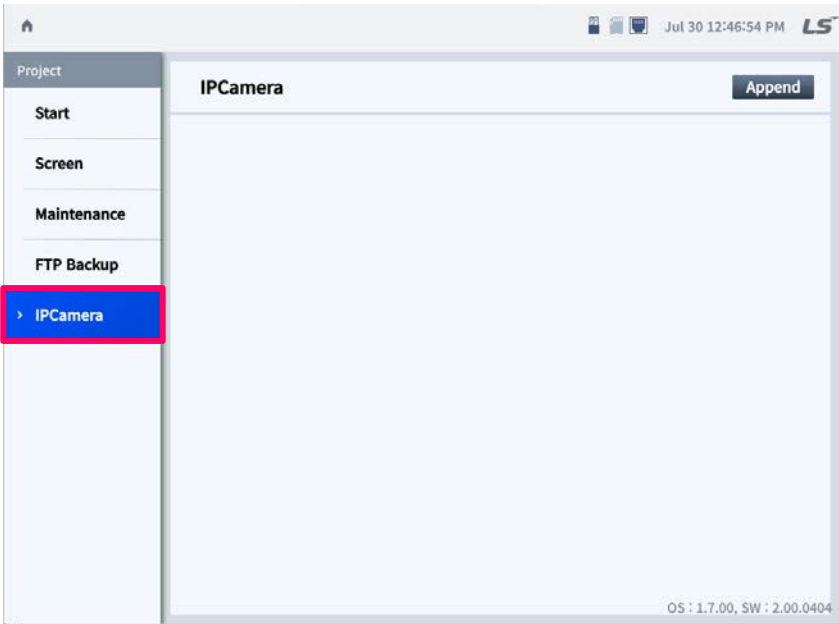 Jul 30 12:46:54 PM LS
Project
Start
Screen
Maintenance
FTP Backup
› IPCamera
IPCamera
Append
OS : 1.7.00, SW : 2.00.0404